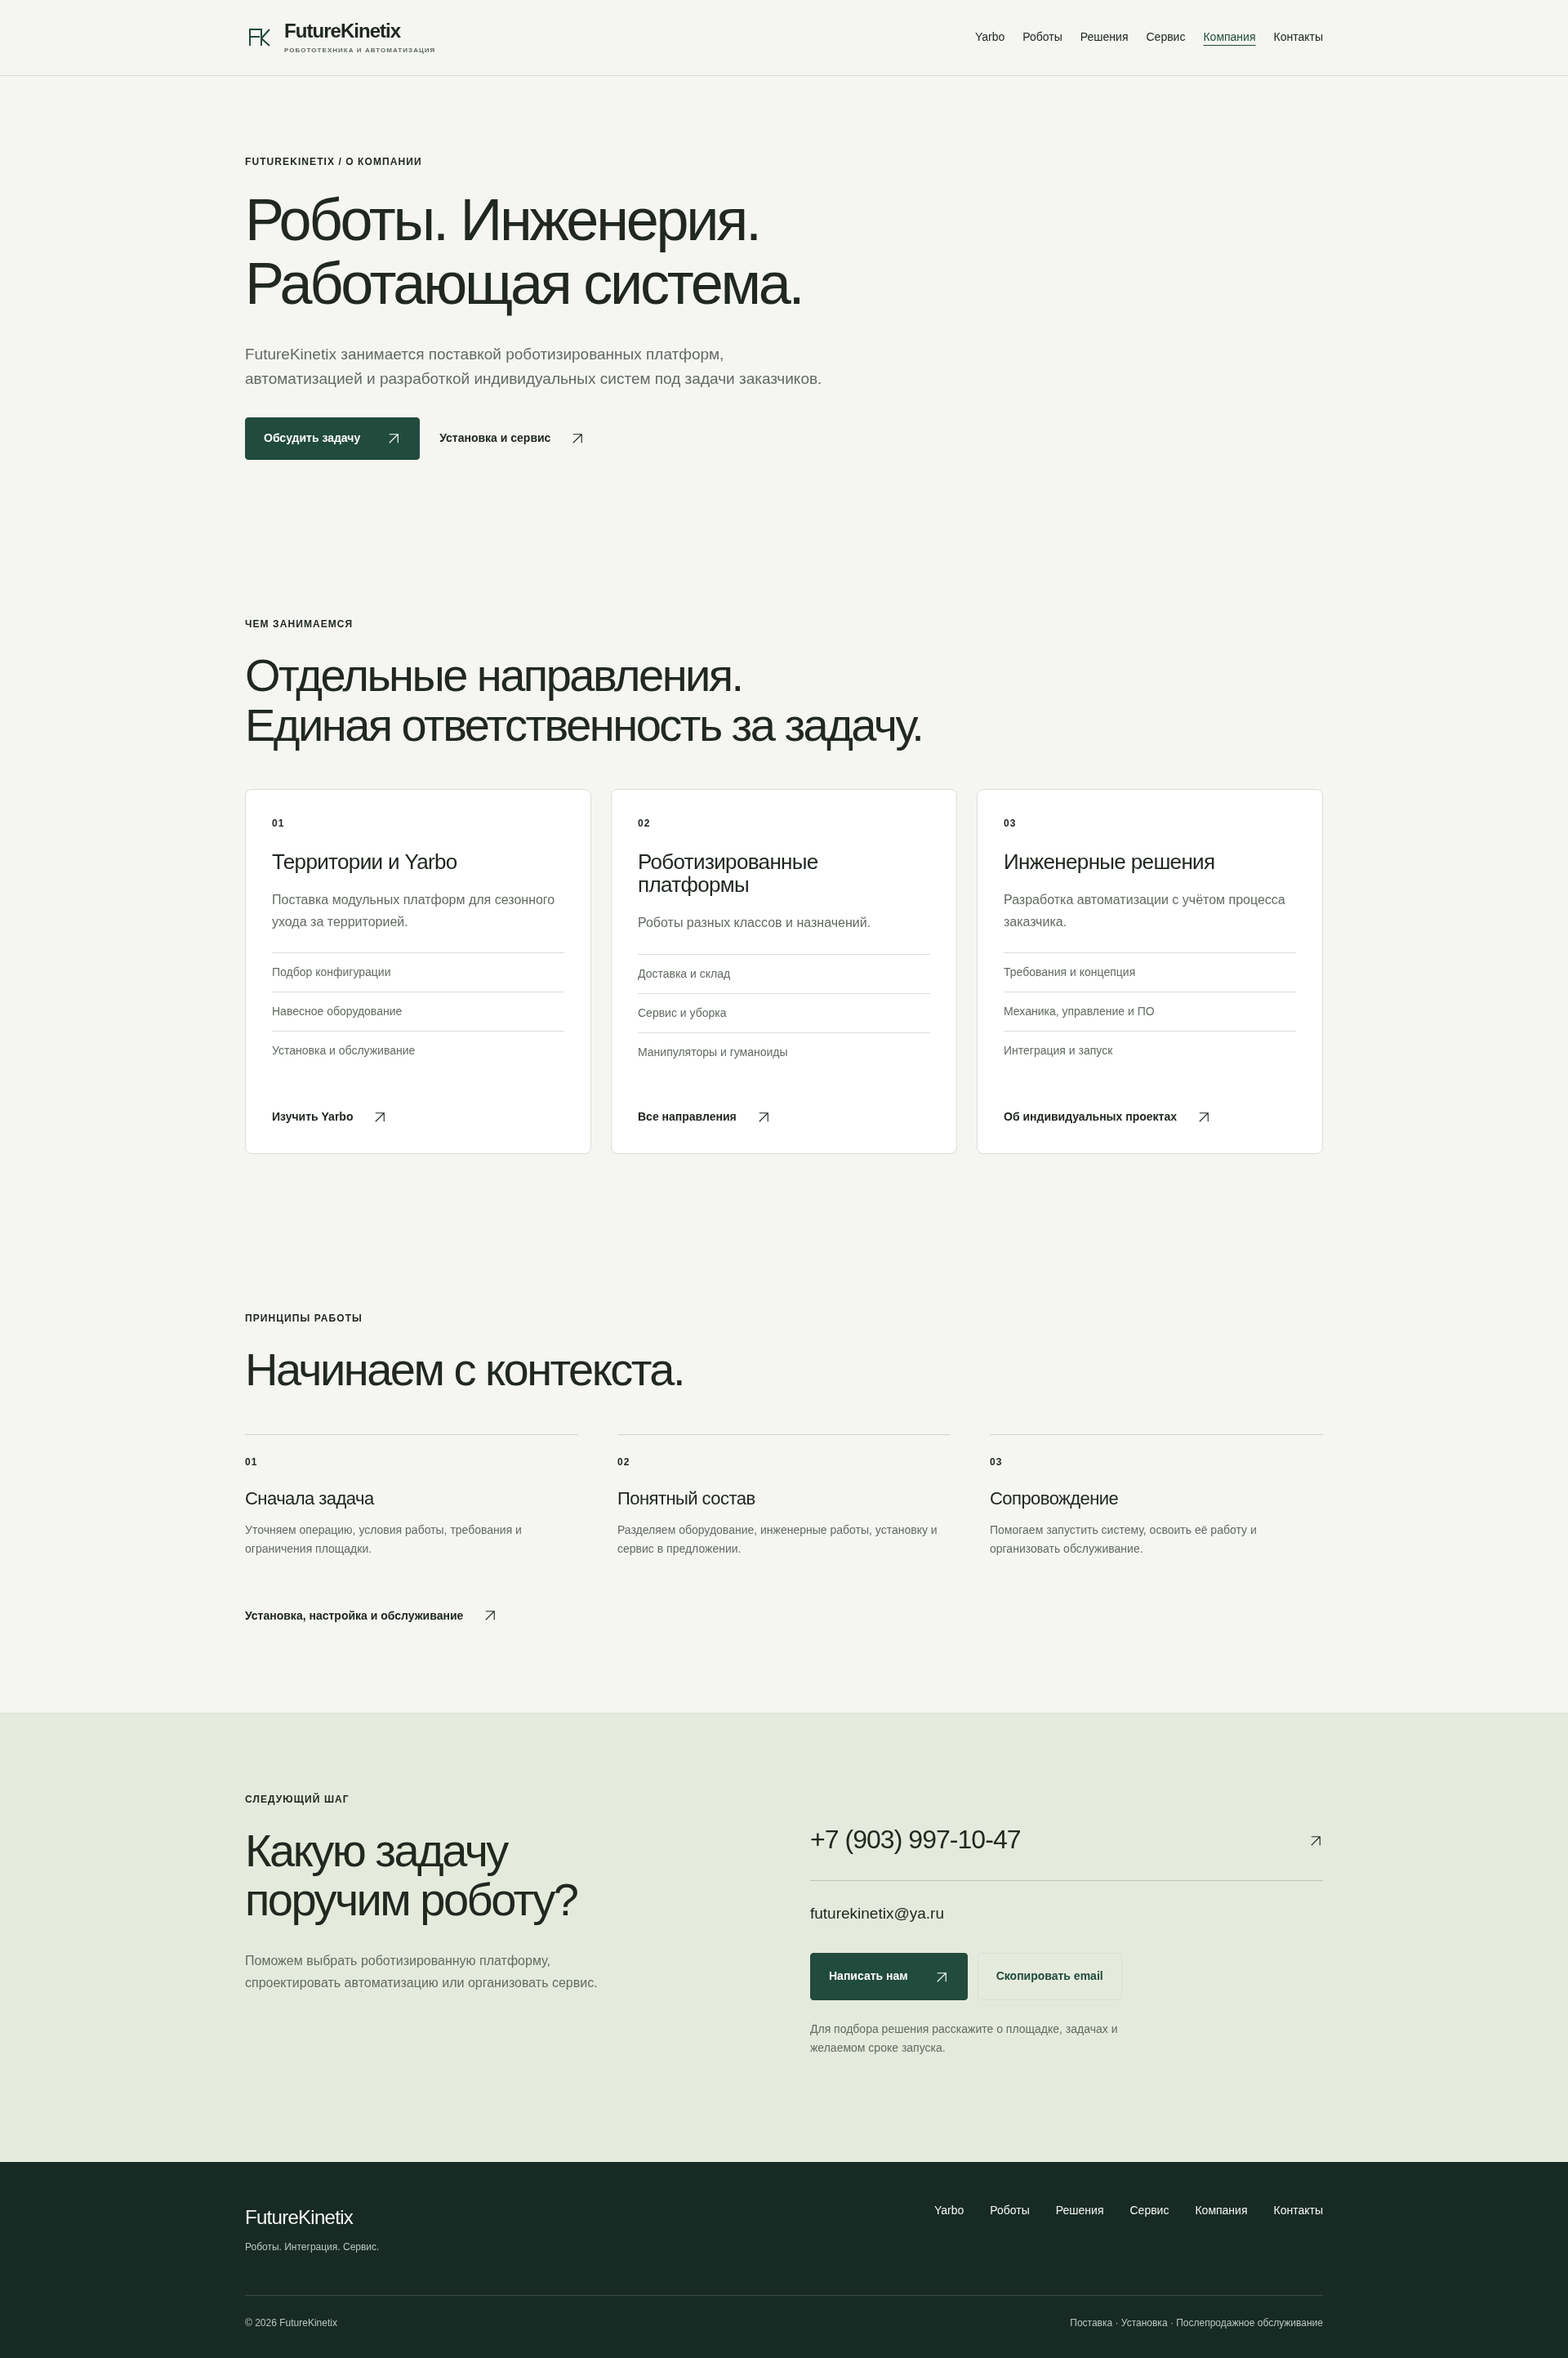 FK
FutureKinetix
РОБОТОТЕХНИКА И АВТОМАТИЗАЦИЯ
Yarbo Роботы Решения Сервис Компания Контакты
FUTUREKINETIX / О КОМПАНИИ
Роботы. Инженерия.
Работающая система.
FutureKinetix занимается поставкой роботизированных платформ,
автоматизацией и разработкой индивидуальных систем под задачи заказчиков.
Обсудить задачу
Установка и сервис
ЧЕМ ЗАНИМАЕМСЯ
Отдельные направления.
Единая ответственность за задачу.
01
Территории и Yarbo
Поставка модульных платформ для сезонного
ухода за территорией.
Подбор конфигурации
Навесное оборудование
Установка и обслуживание
Изучить Yarbo
02
Роботизированные
платформы
Роботы разных классов и назначений.
Доставка и склад
Сервис и уборка
Манипуляторы и гуманоиды
Все направления
03
Инженерные решения
Разработка автоматизации с учётом процесса
заказчика.
Требования и концепция
Механика, управление и ПО
Интеграция и запуск
Об индивидуальных проектах
ПРИНЦИПЫ РАБОТЫ
Начинаем с контекста.
01
Сначала задача
Уточняем операцию, условия работы, требования и
ограничения площадки.
02
Понятный состав
Разделяем оборудование, инженерные работы, установку и
сервис в предложении.
03
Сопровождение
Помогаем запустить систему, освоить её работу и
организовать обслуживание.
Установка, настройка и обслуживание
СЛЕДУЮЩИЙ ШАГ
Какую задачу
поручим роботу?
Поможем выбрать роботизированную платформу,
спроектировать автоматизацию или организовать сервис.
+7 (903) 997-10-47
futurekinetix@ya.ru
Написать нам
Скопировать email
Для подбора решения расскажите о площадке, задачах и
желаемом сроке запуска.
FutureKinetix
Роботы. Интеграция. Сервис.
Yarbo Роботы Решения Сервис Компания Контакты
© 2026 FutureKinetix
Поставка · Установка · Послепродажное обслуживание